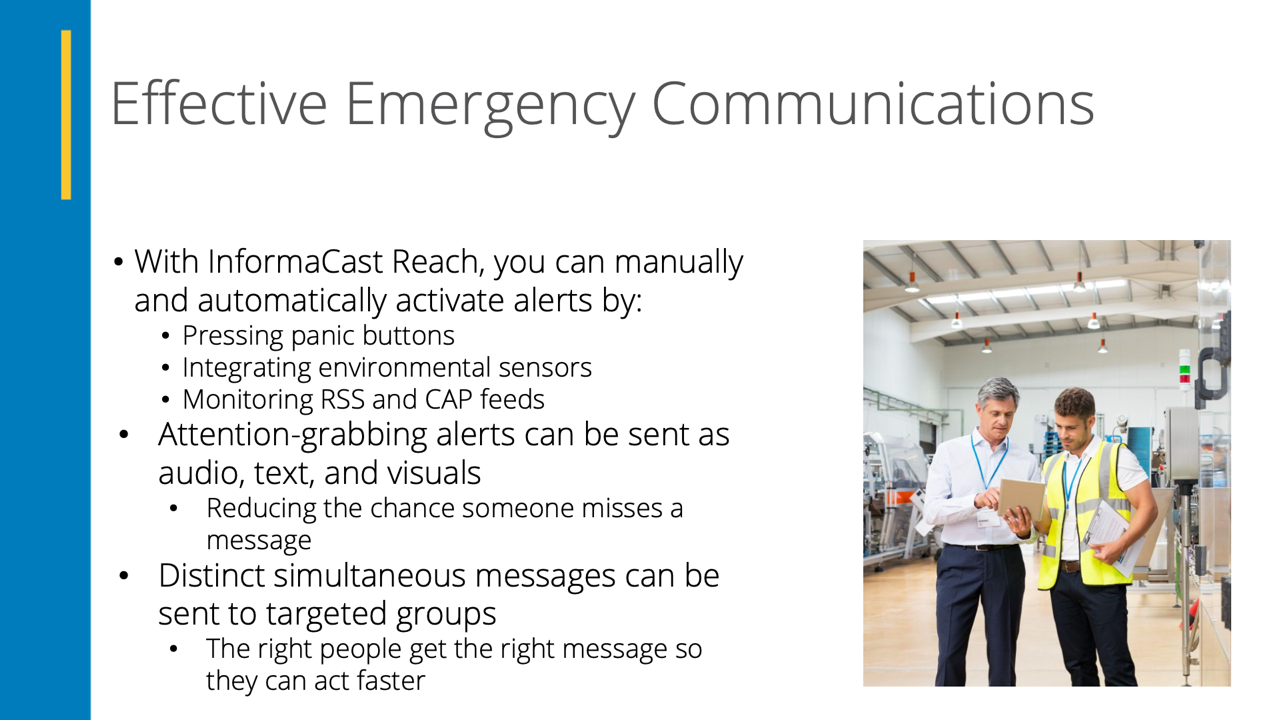 Effective Emergency Communications
• With InformaCast Reach, you can manually
and automatically activate alerts by:
• Pressing panic buttons
• Integrating environmental sensors
• Monitoring RSS and CAP feeds
• Attention-grabbing alerts can be sent as
audio, text, and visuals
• Reducing the chance someone misses a
message
• Distinct simultaneous messages can be
sent to targeted groups
• The right people get the right message so
they can act faster